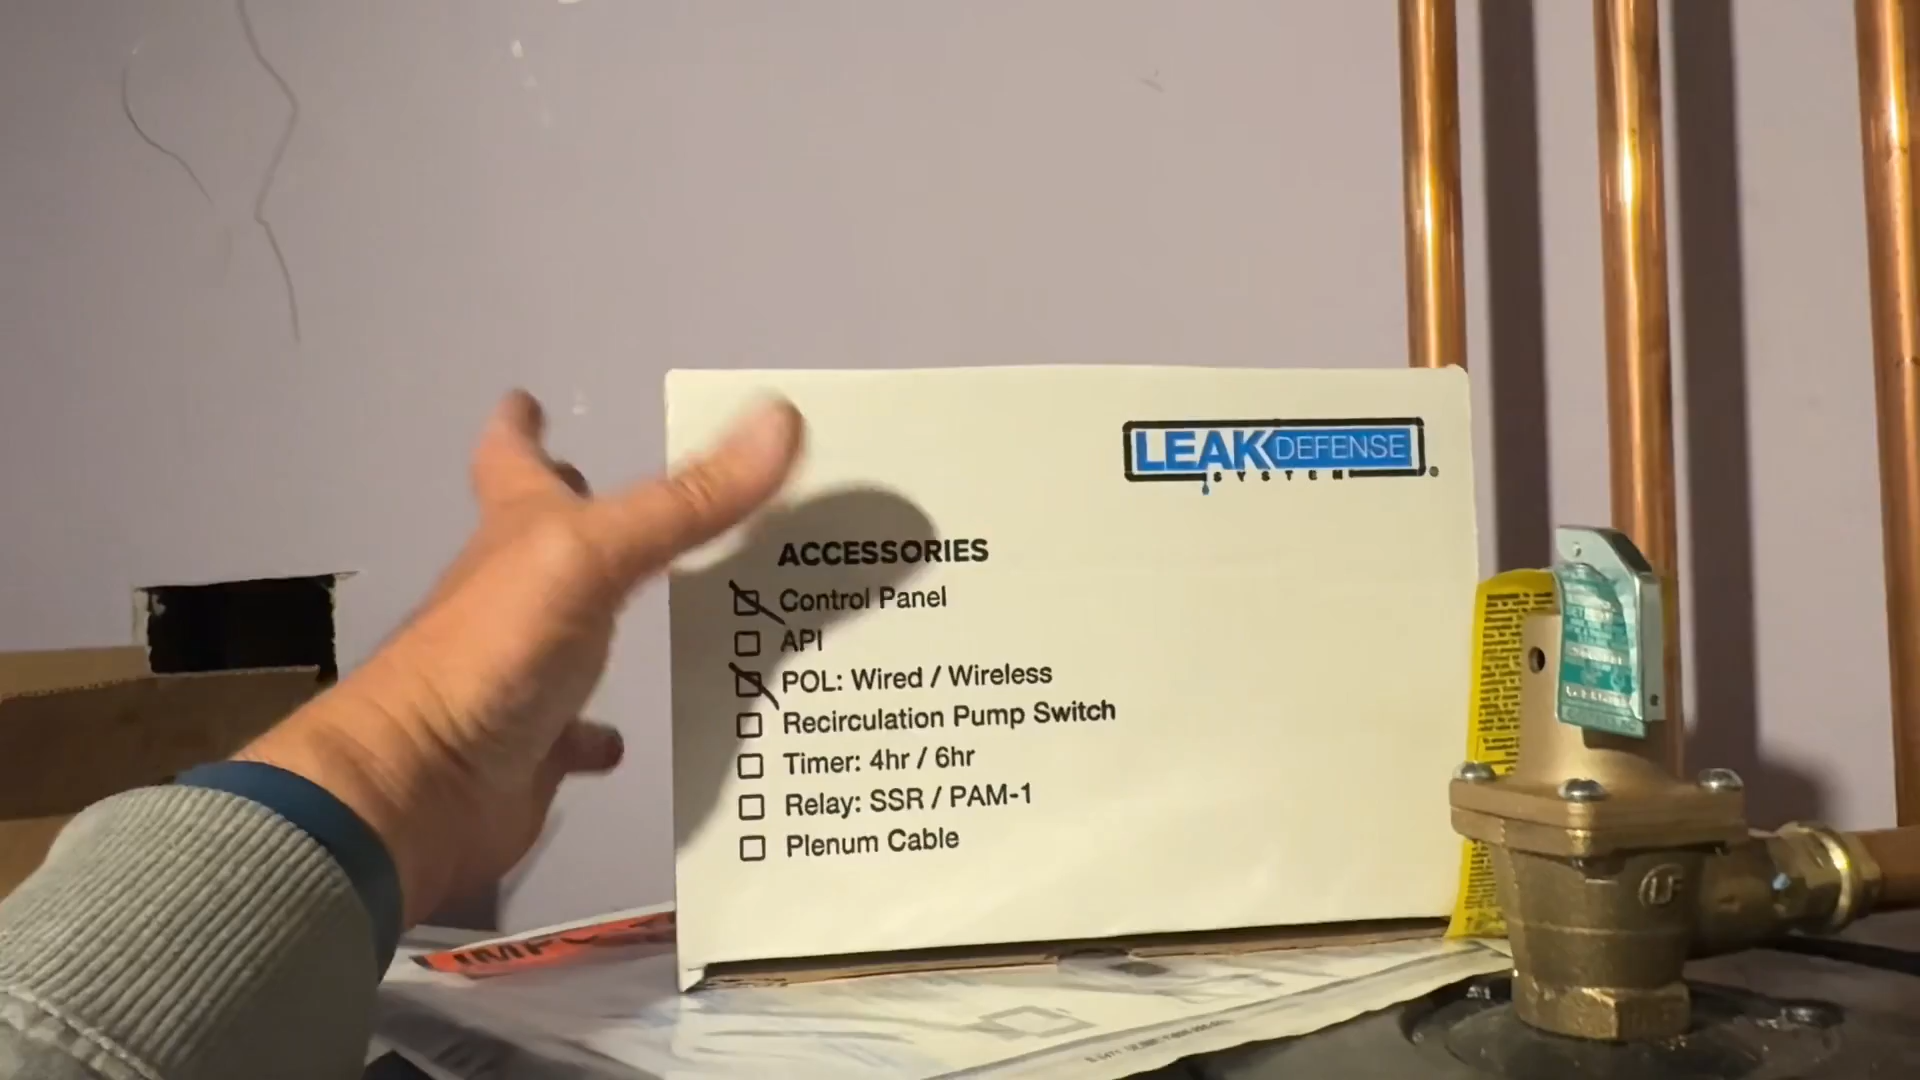 LEAK DEFENSE
SYSTEM
ACCESSORIES
Control Panel
API
POL: Wired / Wireless
Recirculation Pump Switch
Timer: 4hr / 6hr
Relay: SSR / PAM-1
Plenum Cable
LF